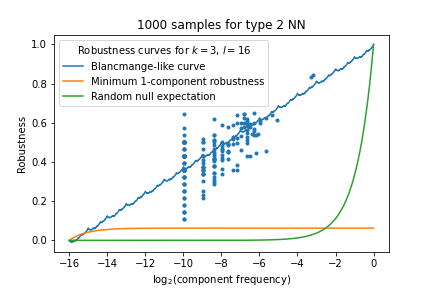 1000 samples for type 2 NN
Robustness curves for k = 3, l = 16
Blancmange-like curve
Minimum 1-component robustness
Random null expectation
1.0
0.8
0.6
0.4
0.2
0.0
Robustness
−16 −14 −12 −10 −8 −6 −4 −2 0
log₂(component frequency)